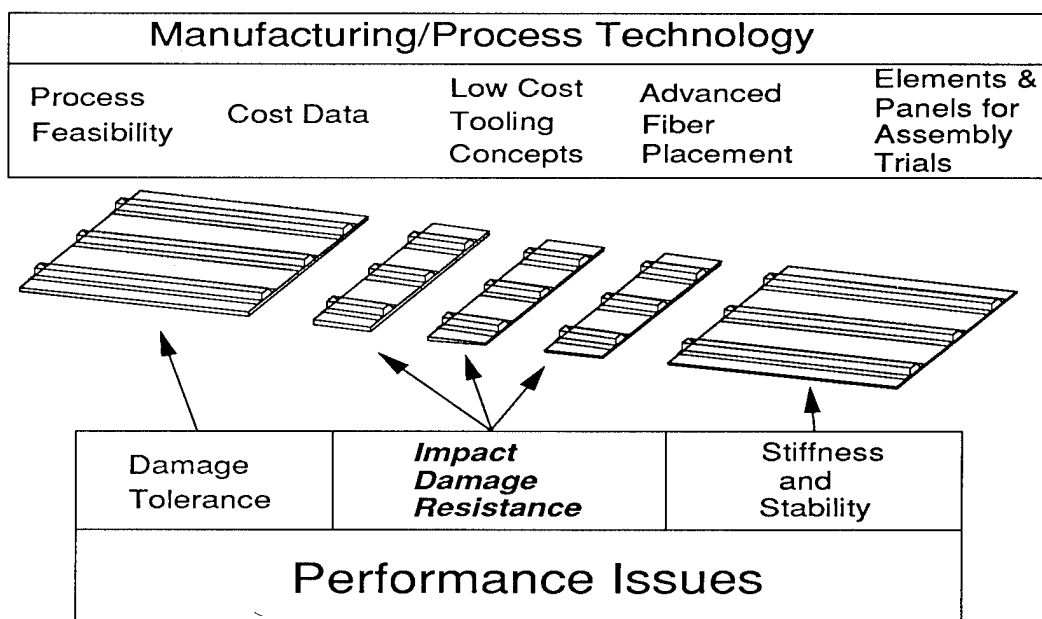 Manufacturing/Process Technology
Process
Feasibility
Cost Data
Low Cost
Tooling
Concepts
Advanced
Fiber
Placement
Elements &
Panels for
Assembly
Trials
Damage
Tolerance
Impact
Damage
Resistance
Stiffness
and
Stability
Performance Issues